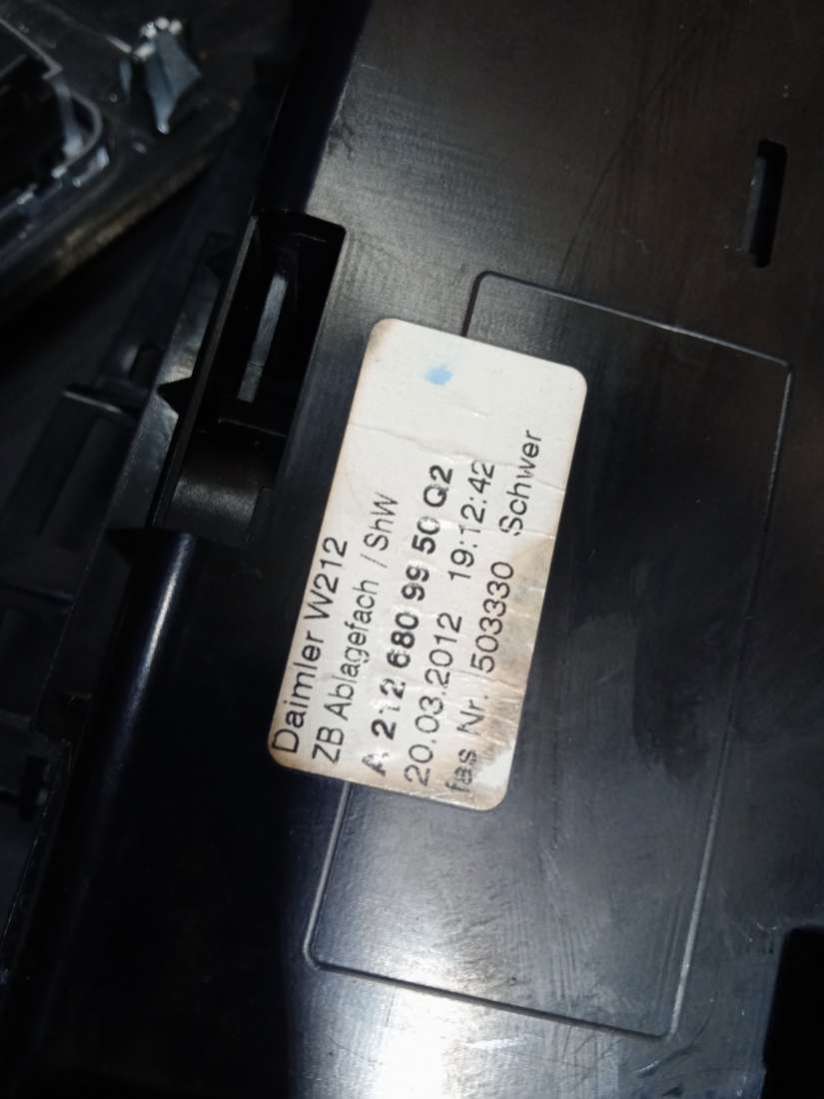 Daimler W212
ZB Ablagefach / ShW
A 212 680 99 50 Q2
20.03.2012 19:12:42
fas Nr. 503330 Schwer